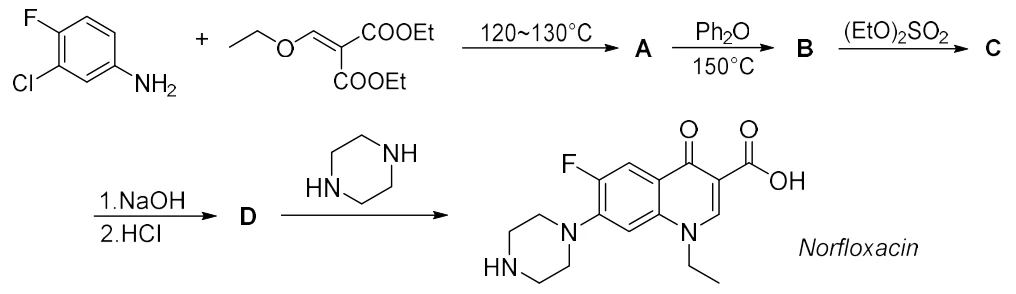 F
Cl
NH2
+
O
COOEt
COOEt
120~130°C
A
Ph2O
150°C
B
(EtO)2SO2
C
1.NaOH
2.HCl
D
NH
HN
F
O
O
OH
N
N
HN
Norfloxacin